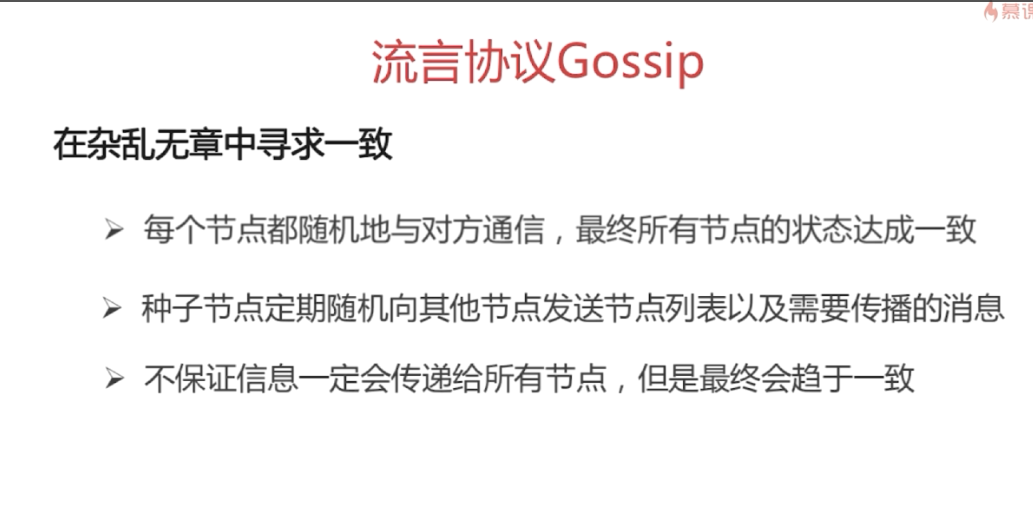 慕课
流言协议Gossip
在杂乱无章中寻求一致
每个节点都随机地与对方通信，最终所有节点的状态达成一致
种子节点定期随机向其他节点发送节点列表以及需要传播的消息
不保证信息一定会传递给所有节点，但是最终会趋于一致